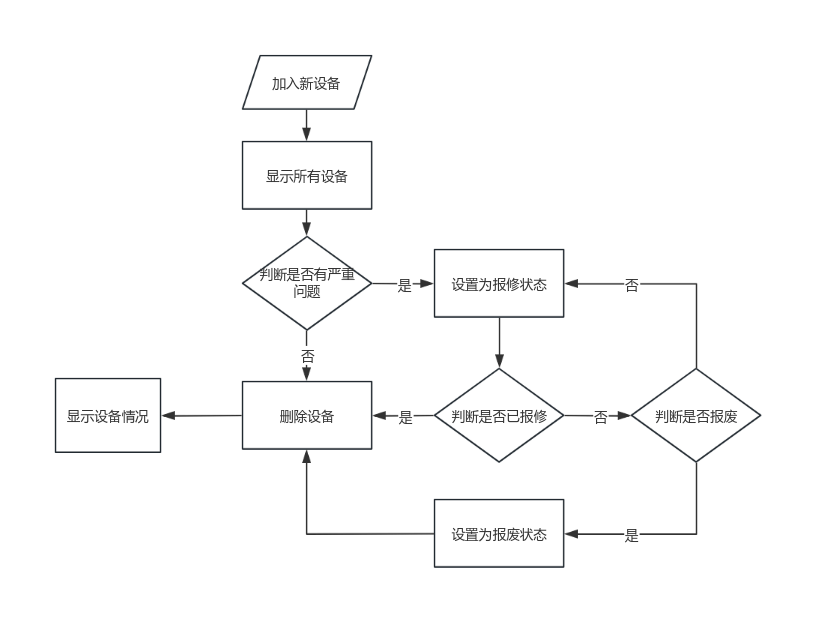 加入新设备
显示所有设备
判断是否有严重
问题
是
设置为报修状态
否
否
显示设备情况
删除设备
是
判断是否已报修
否
判断是否报废
设置为报废状态
是